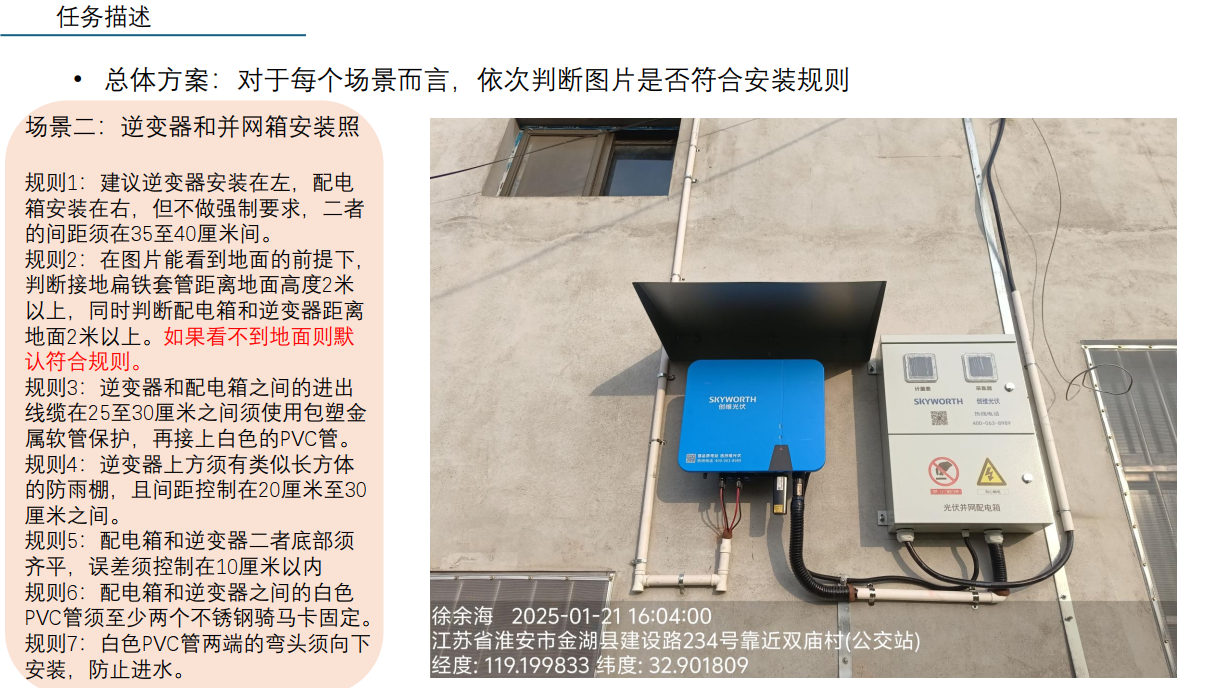 任务描述
• 总体方案：对于每个场景而言，依次判断图片是否符合安装规则
场景二：逆变器和并网箱安装照
规则1：建议逆变器安装在左，配电
箱安装在右，但不做强制要求，二者
的间距须在35至40厘米间。
规则2：在图片能看到地面的前提下，
判断接地扁铁套管距离地面高度2米
以上，同时判断配电箱和逆变器距离
地面2米以上。如果看不到地面则默
认符合规则。
规则3：逆变器和配电箱之间的进出
线缆在25至30厘米之间须使用包塑金
属软管保护，再接上白色的PVC管。
规则4：逆变器上方须有类似长方体
的防雨棚，且间距控制在20厘米至30
厘米之间。
规则5：配电箱和逆变器二者底部须
齐平，误差须控制在10厘米以内
规则6：配电箱和逆变器之间的白色
PVC管须至少两个不锈钢骑马卡固定。
规则7：白色PVC管两端的弯头须向下
安装，防止进水。
SKYWORTH
创维光伏
计量表
采集器
SKYWORTH 创维光伏
热线电话
400-063-8989
光伏并网配电箱
徐余海 2025-01-21 16:04:00
江苏省淮安市金湖县建设路234号靠近双庙村(公交站)
经度: 119.199833 纬度: 32.901809